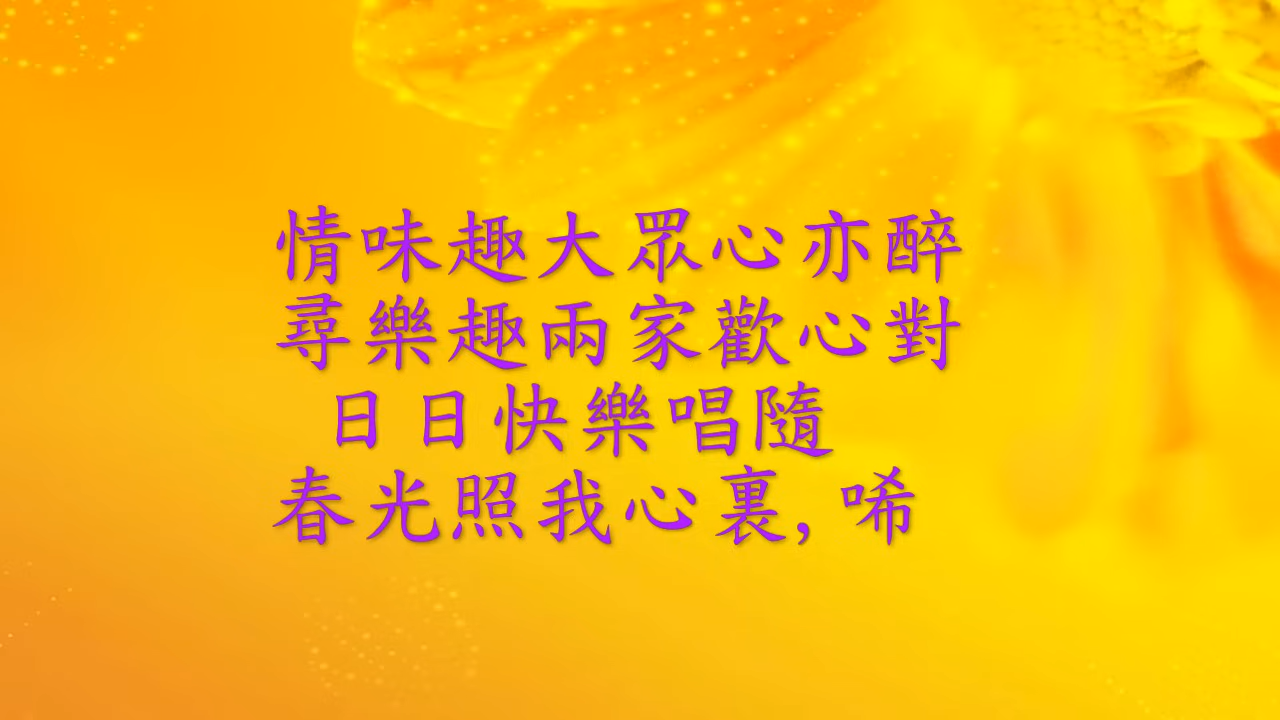 情味趣大眾心亦醉
尋樂趣兩家歡心對
日日快樂唱隨
春光照我心裏,唏